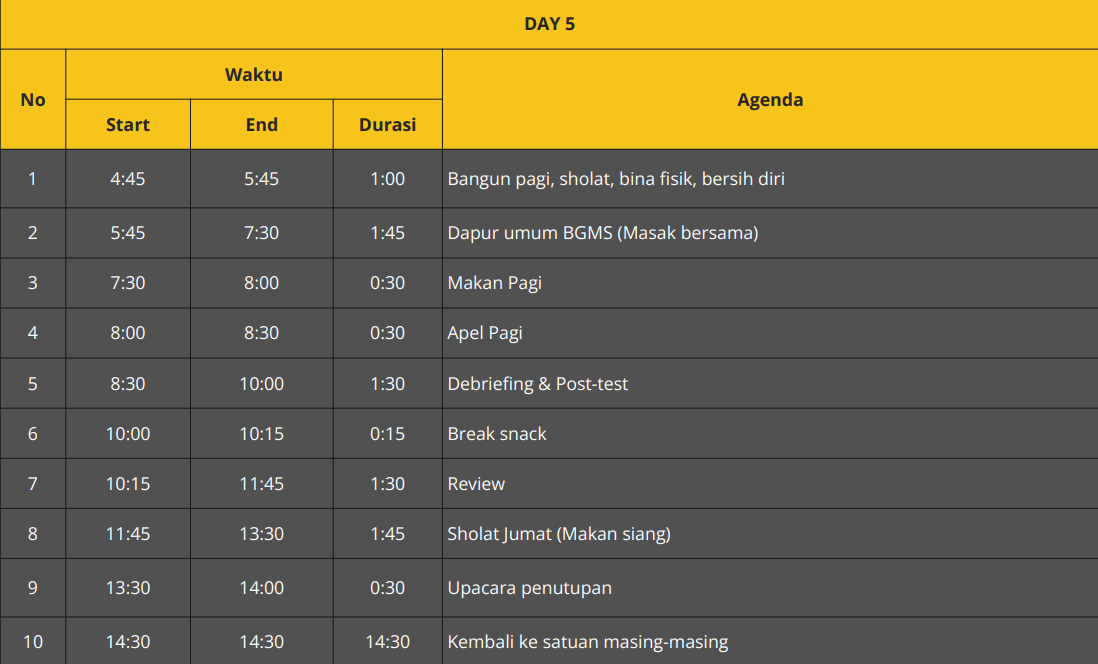 DAY 5
No Waktu Agenda
Start End Durasi
1 4:45 5:45 1:00 Bangun pagi, sholat, bina fisik, bersih diri
2 5:45 7:30 1:45 Dapur umum BGMS (Masak bersama)
3 7:30 8:00 0:30 Makan Pagi
4 8:00 8:30 0:30 Apel Pagi
5 8:30 10:00 1:30 Debriefing & Post-test
6 10:00 10:15 0:15 Break snack
7 10:15 11:45 1:30 Review
8 11:45 13:30 1:45 Sholat Jumat (Makan siang)
9 13:30 14:00 0:30 Upacara penutupan
10 14:30 14:30 14:30 Kembali ke satuan masing-masing